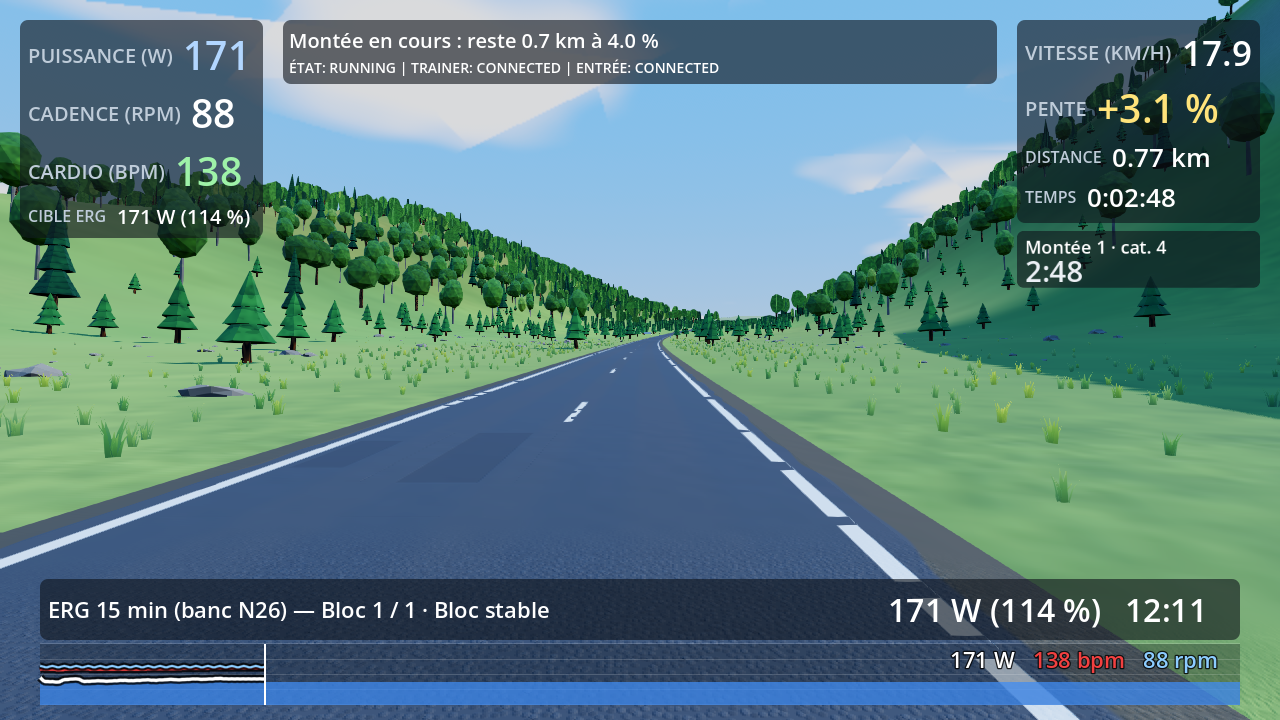 PUISSANCE (W) 171
CADENCE (RPM) 88
CARDIO (BPM) 138
CIBLE ERG 171 W (114 %)
Montée en cours : reste 0.7 km à 4.0 %
ÉTAT: RUNNING | TRAINER: CONNECTED | ENTRÉE: CONNECTED
VITESSE (KM/H) 17.9
PENTE +3.1 %
DISTANCE 0.77 km
TEMPS 0:02:48
Montée 1 · cat. 4
2:48
ERG 15 min (banc N26) — Bloc 1 / 1 · Bloc stable 171 W (114 %) 12:11
171 W 138 bpm 88 rpm